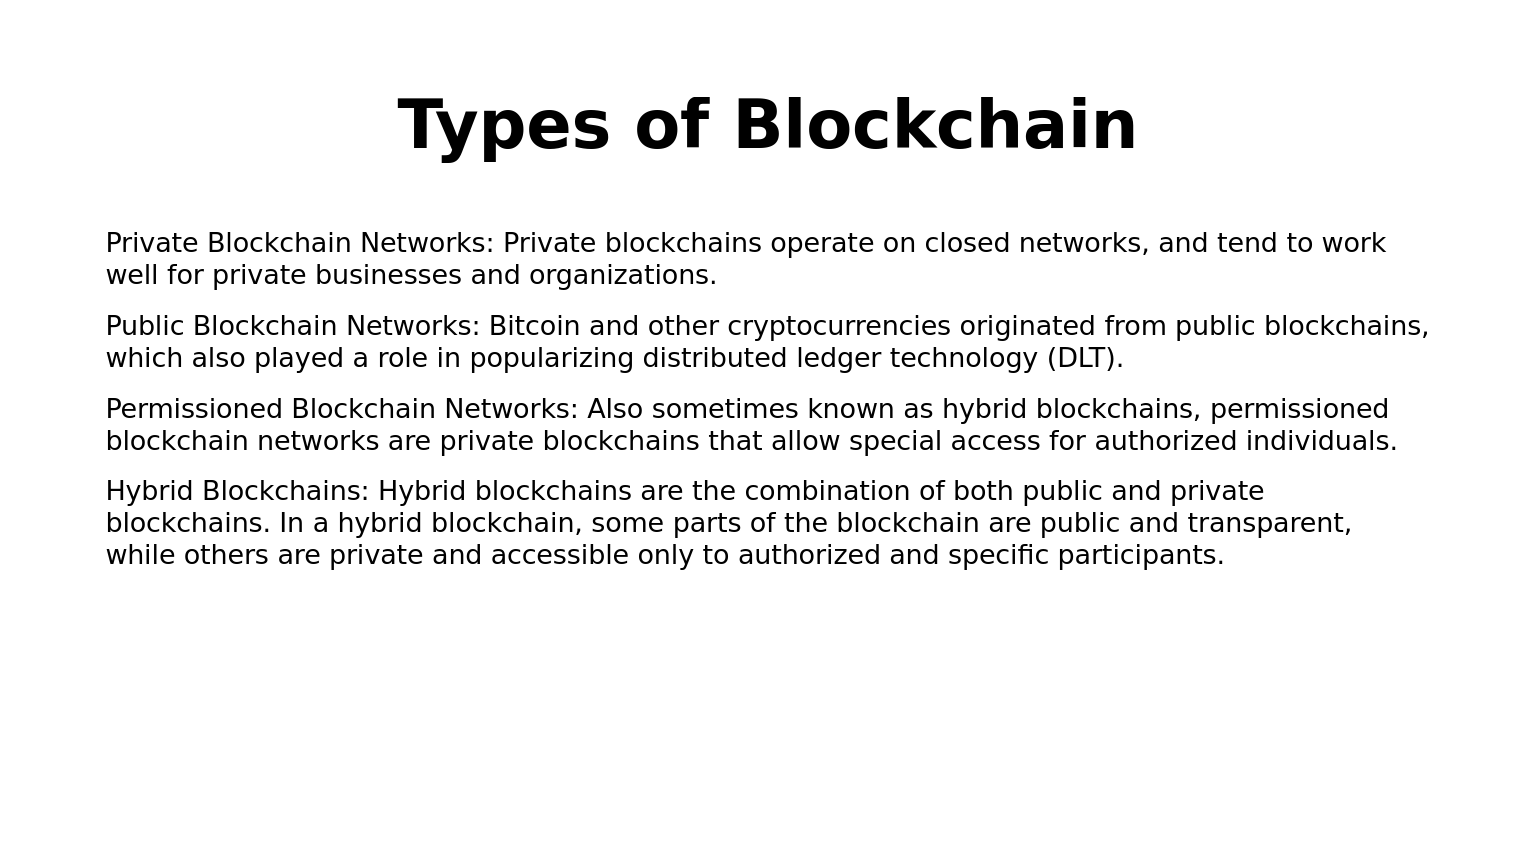 Types of Blockchain
Private Blockchain Networks: Private blockchains operate on closed networks, and tend to work
well for private businesses and organizations.
Public Blockchain Networks: Bitcoin and other cryptocurrencies originated from public blockchains,
which also played a role in popularizing distributed ledger technology (DLT).
Permissioned Blockchain Networks: Also sometimes known as hybrid blockchains, permissioned
blockchain networks are private blockchains that allow special access for authorized individuals.
Hybrid Blockchains: Hybrid blockchains are the combination of both public and private
blockchains. In a hybrid blockchain, some parts of the blockchain are public and transparent,
while others are private and accessible only to authorized and specific participants.